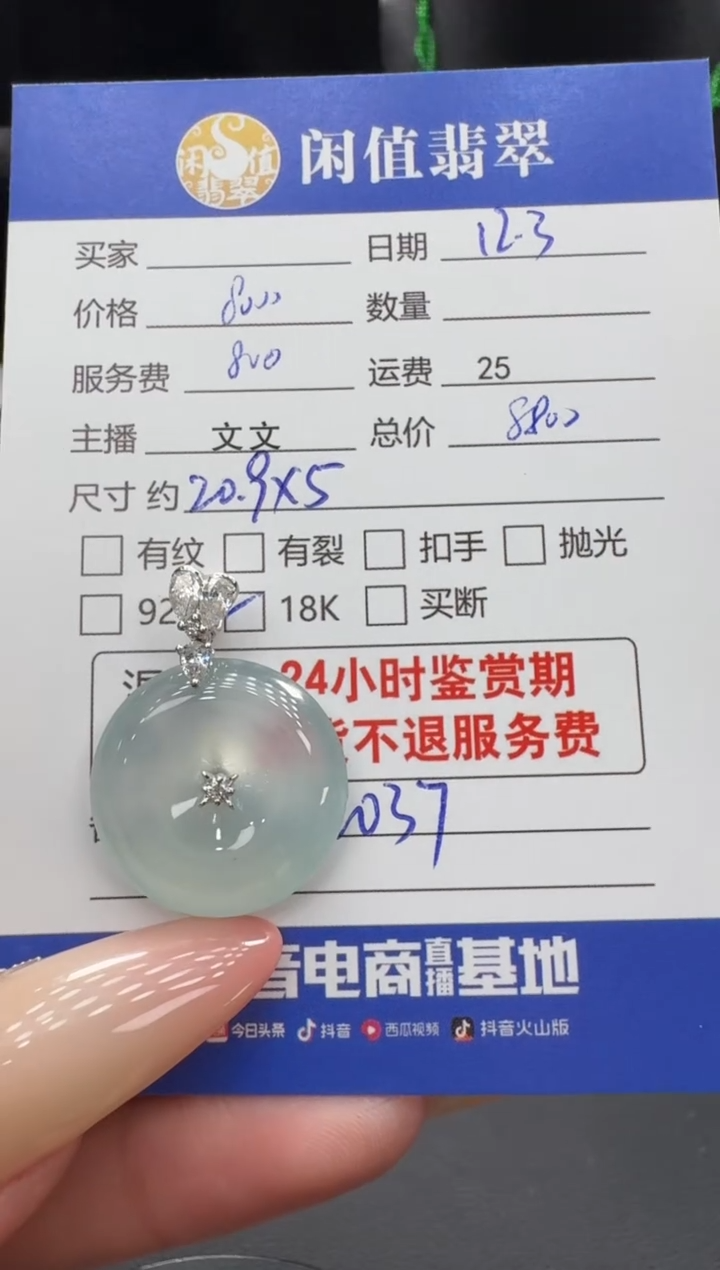 闲值翡翠 闲值翡翠
买家 日期 12.3
价格 8000 数量
服务费 800 运费 25
主播 文文 总价 8800
尺寸 约 20.9X5
有纹 有裂 扣手 抛光
92 18K 买断
24小时鉴赏期
不退服务费
037
音电商直播基地
今日头条 抖音 西瓜视频 抖音火山版